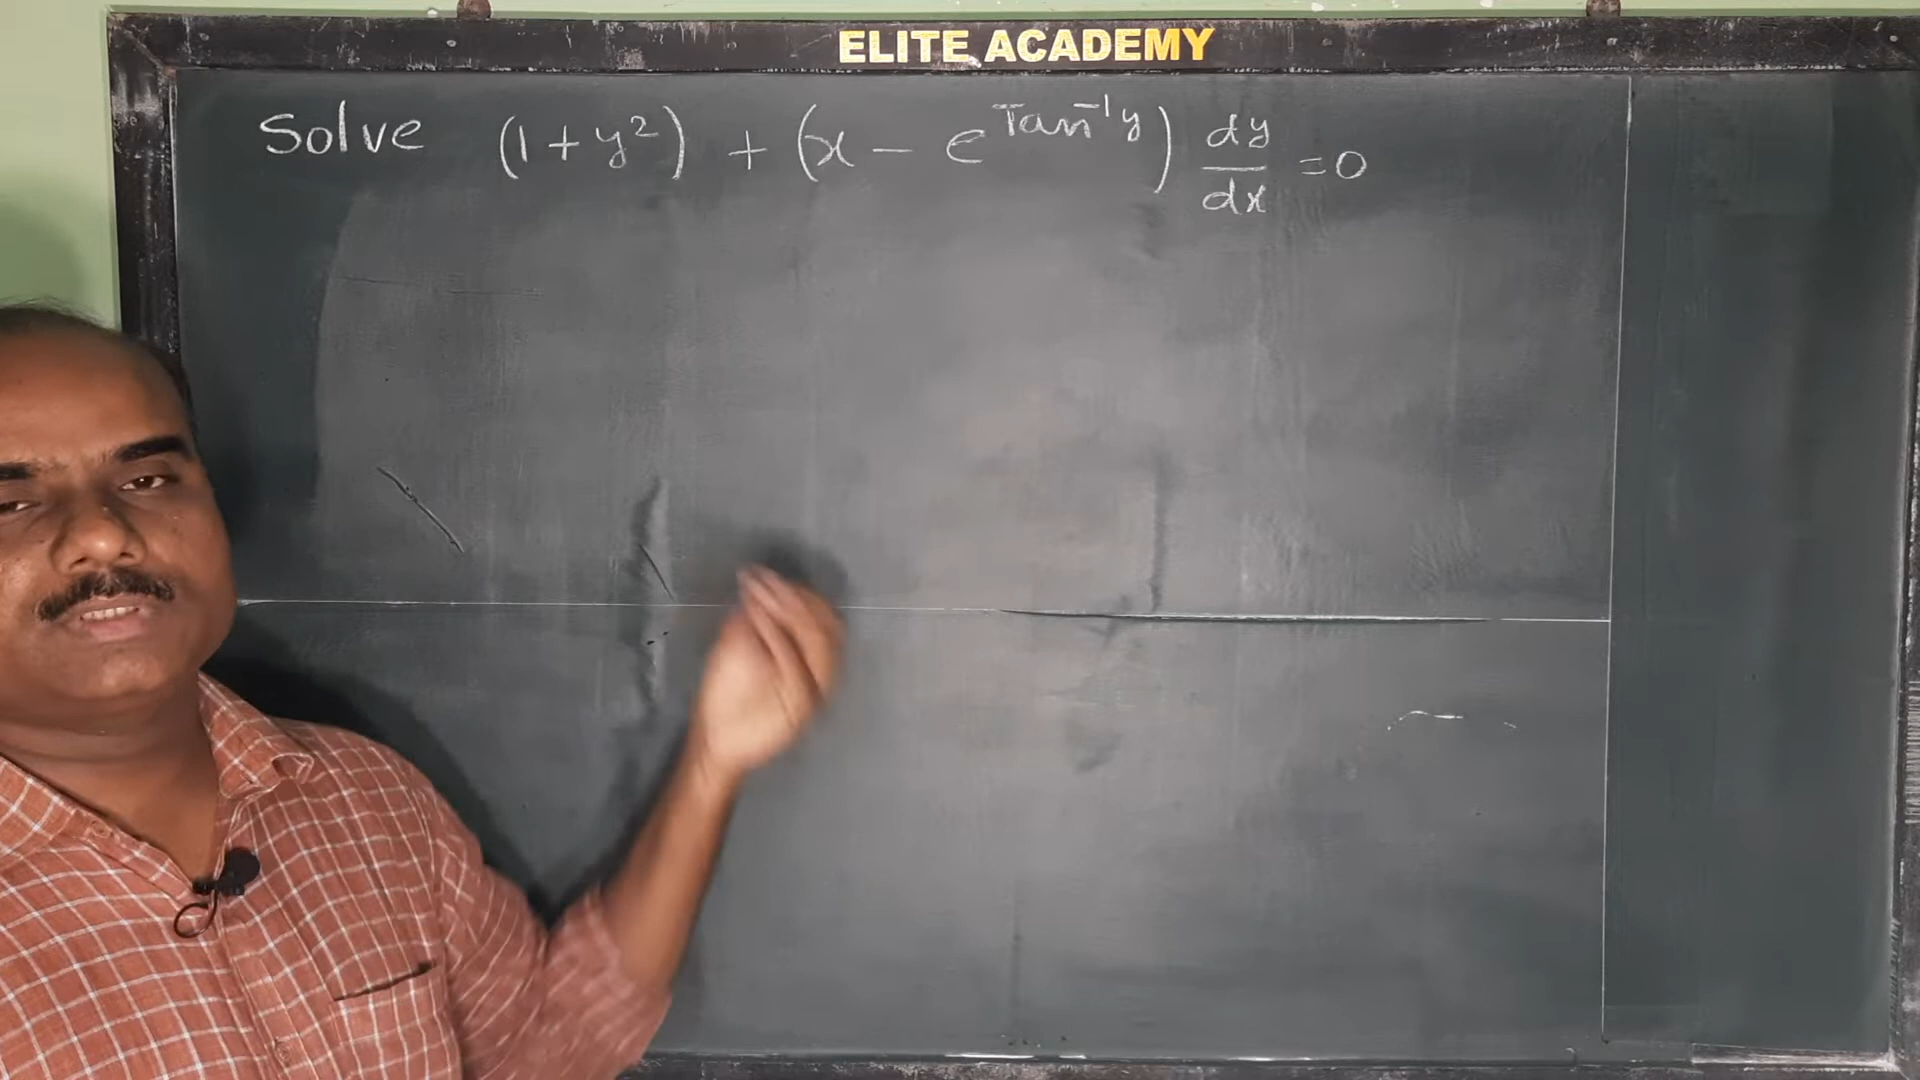 ELITE ACADEMY
Solve (1+y²) + (x - e^{Tan⁻¹y}) dy/dx = 0